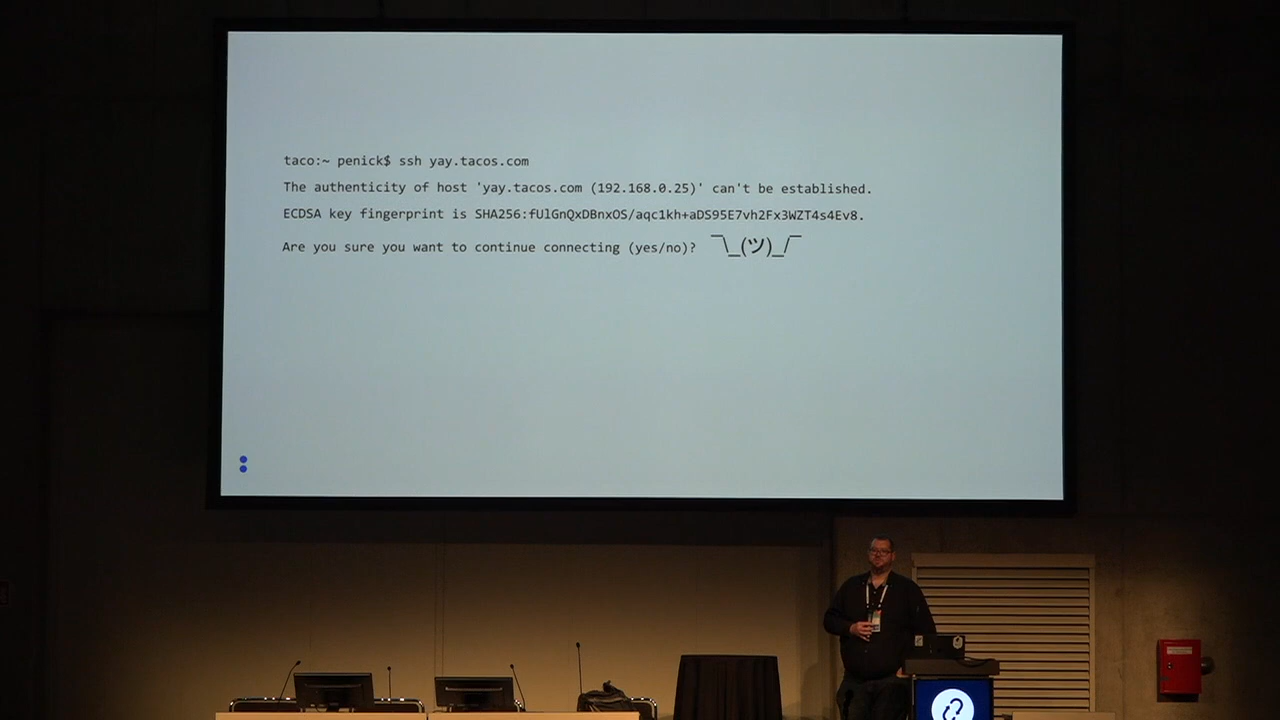 taco:~ penick$ ssh yay.tacos.com
The authenticity of host 'yay.tacos.com (192.168.0.25)' can't be established.
ECDSA key fingerprint is SHA256:fUlGnQxDBnxOS/aqc1kh+aDS95E7vh2Fx3WZT4s4Ev8.
Are you sure you want to continue connecting (yes/no)? ¯\_(ツ)_/¯